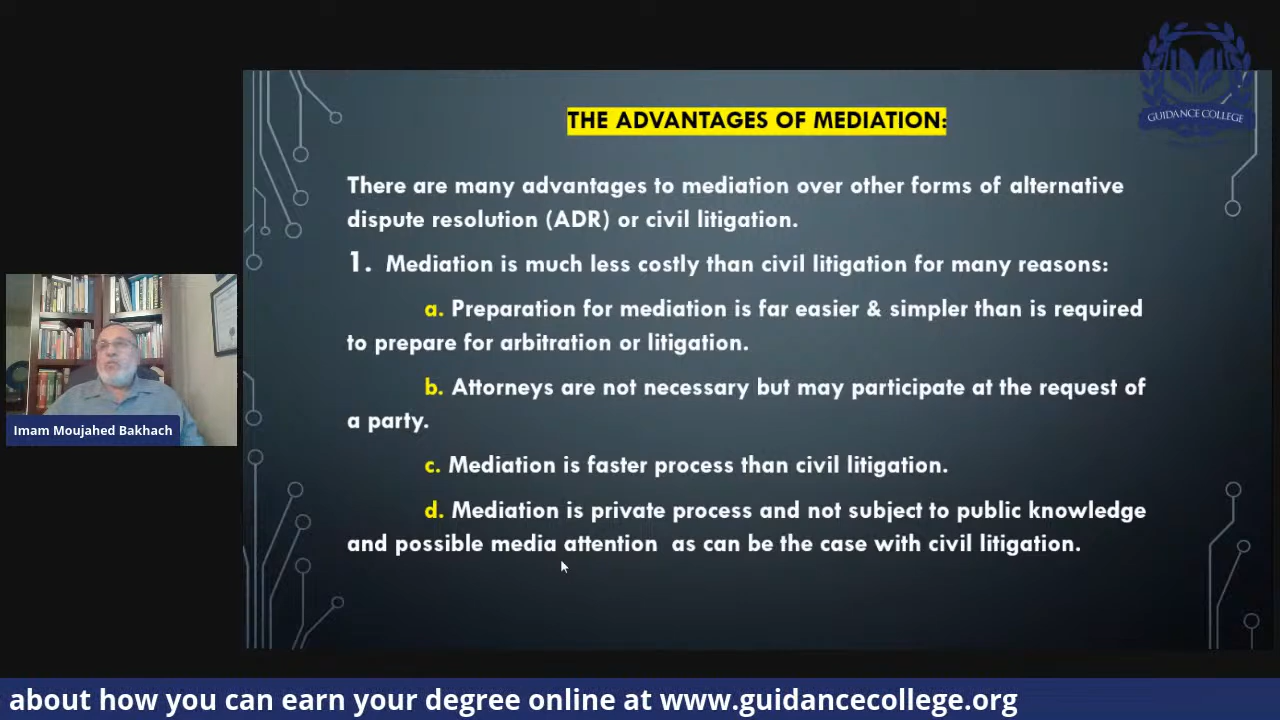 GUIDANCE COLLEGE
THE ADVANTAGES OF MEDIATION:
There are many advantages to mediation over other forms of alternative
dispute resolution (ADR) or civil litigation.
1. Mediation is much less costly than civil litigation for many reasons:
a. Preparation for mediation is far easier & simpler than is required
to prepare for arbitration or litigation.
b. Attorneys are not necessary but may participate at the request of
a party.
c. Mediation is faster process than civil litigation.
d. Mediation is private process and not subject to public knowledge
and possible media attention as can be the case with civil litigation.
Imam Moujahed Bakhach
about how you can earn your degree online at www.guidancecollege.org